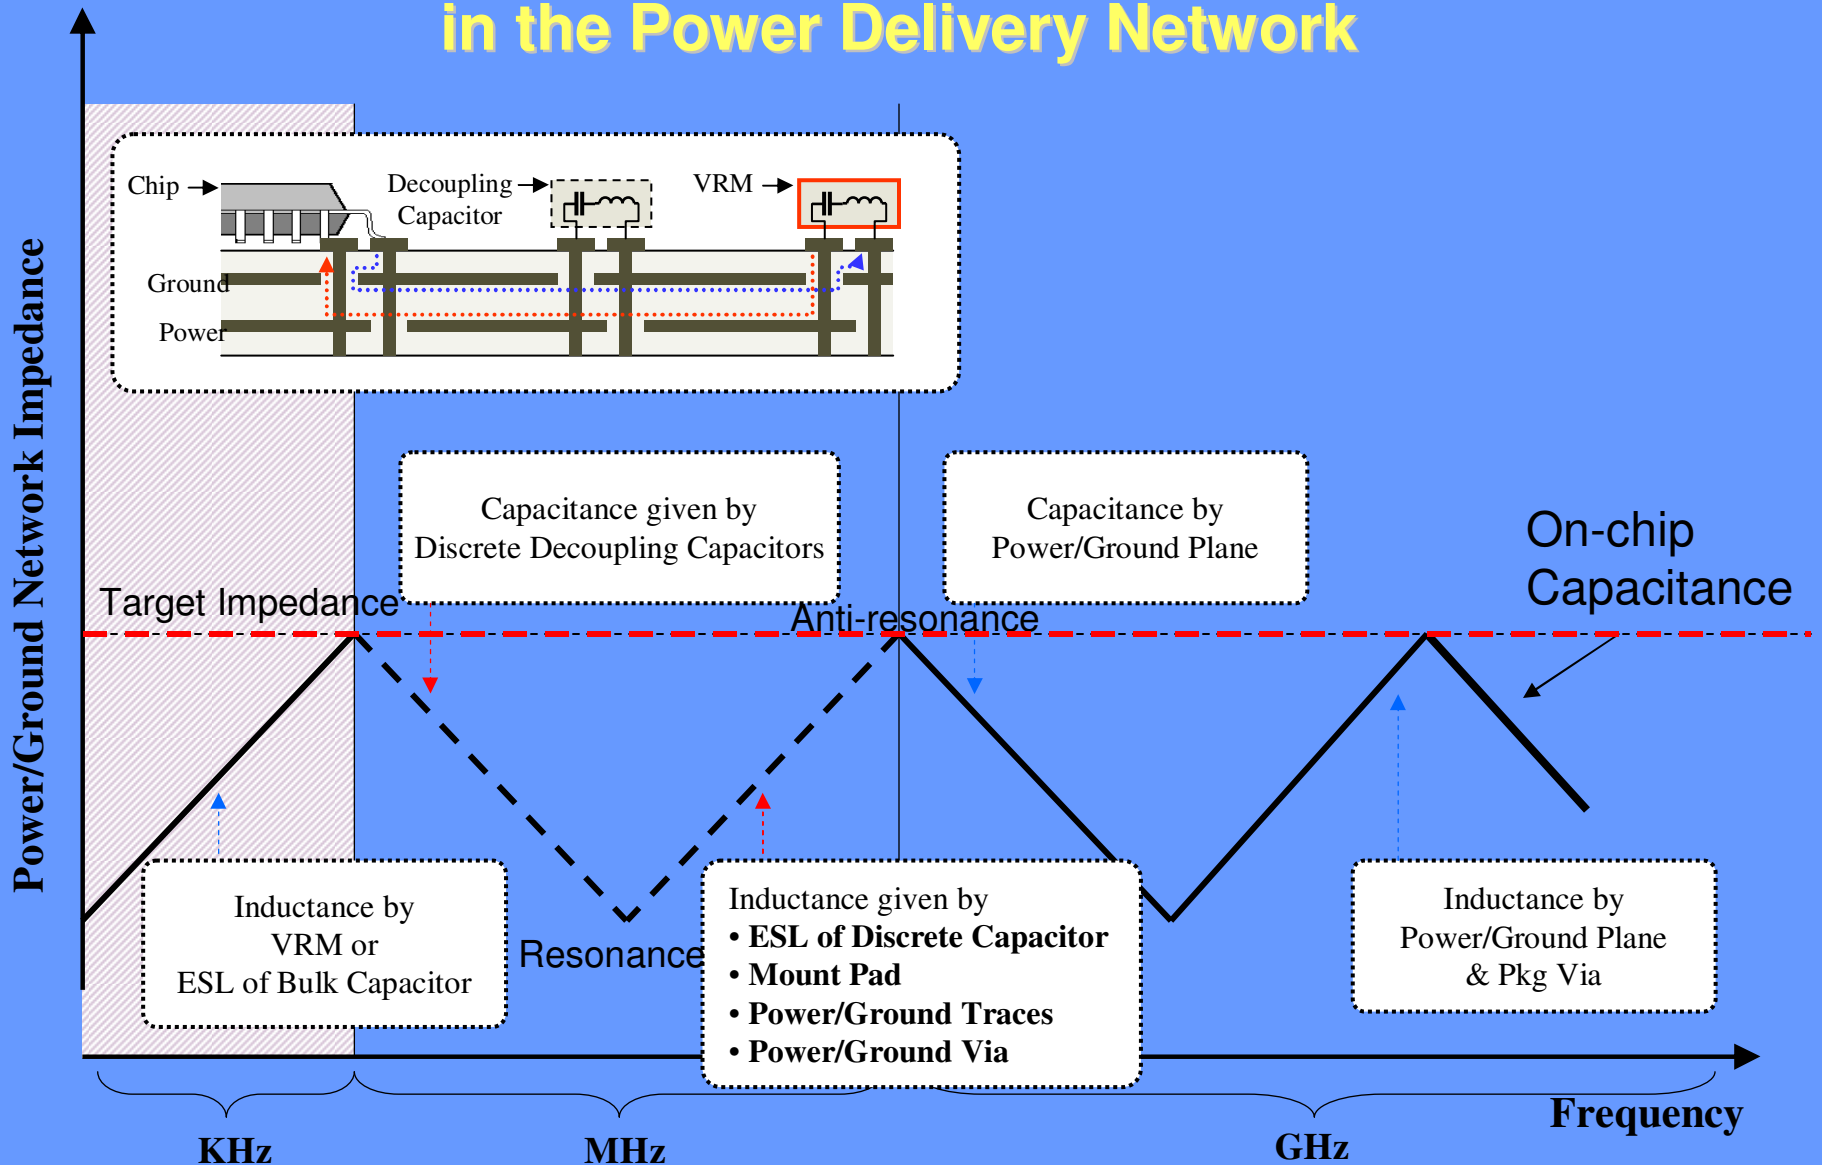 in the Power Delivery Network
Power/Ground Network Impedance
Chip
Decoupling
Capacitor
VRM
Ground
Power
Capacitance given by
Discrete Decoupling Capacitors
Capacitance by
Power/Ground Plane
On-chip
Capacitance
Target Impedance
Anti-resonance
Inductance by
VRM or
ESL of Bulk Capacitor
Resonance
Inductance given by
• ESL of Discrete Capacitor
• Mount Pad
• Power/Ground Traces
• Power/Ground Via
Inductance by
Power/Ground Plane
& Pkg Via
Frequency
KHz
MHz
GHz